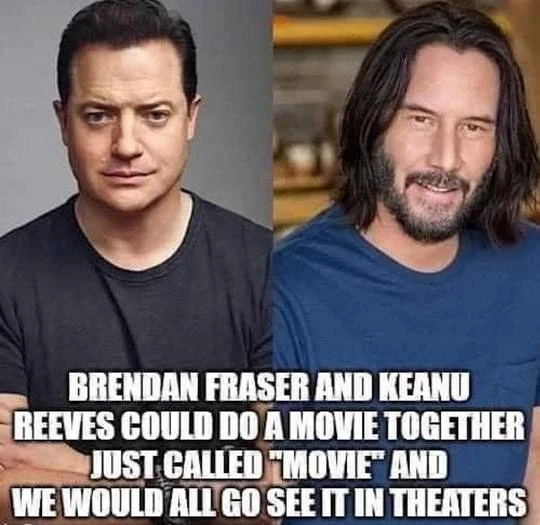 BRENDAN FRASER AND KEANU
REEVES COULD DO A MOVIE TOGETHER
JUST CALLED "MOVIE" AND
WE WOULD ALL GO SEE IT IN THEATERS